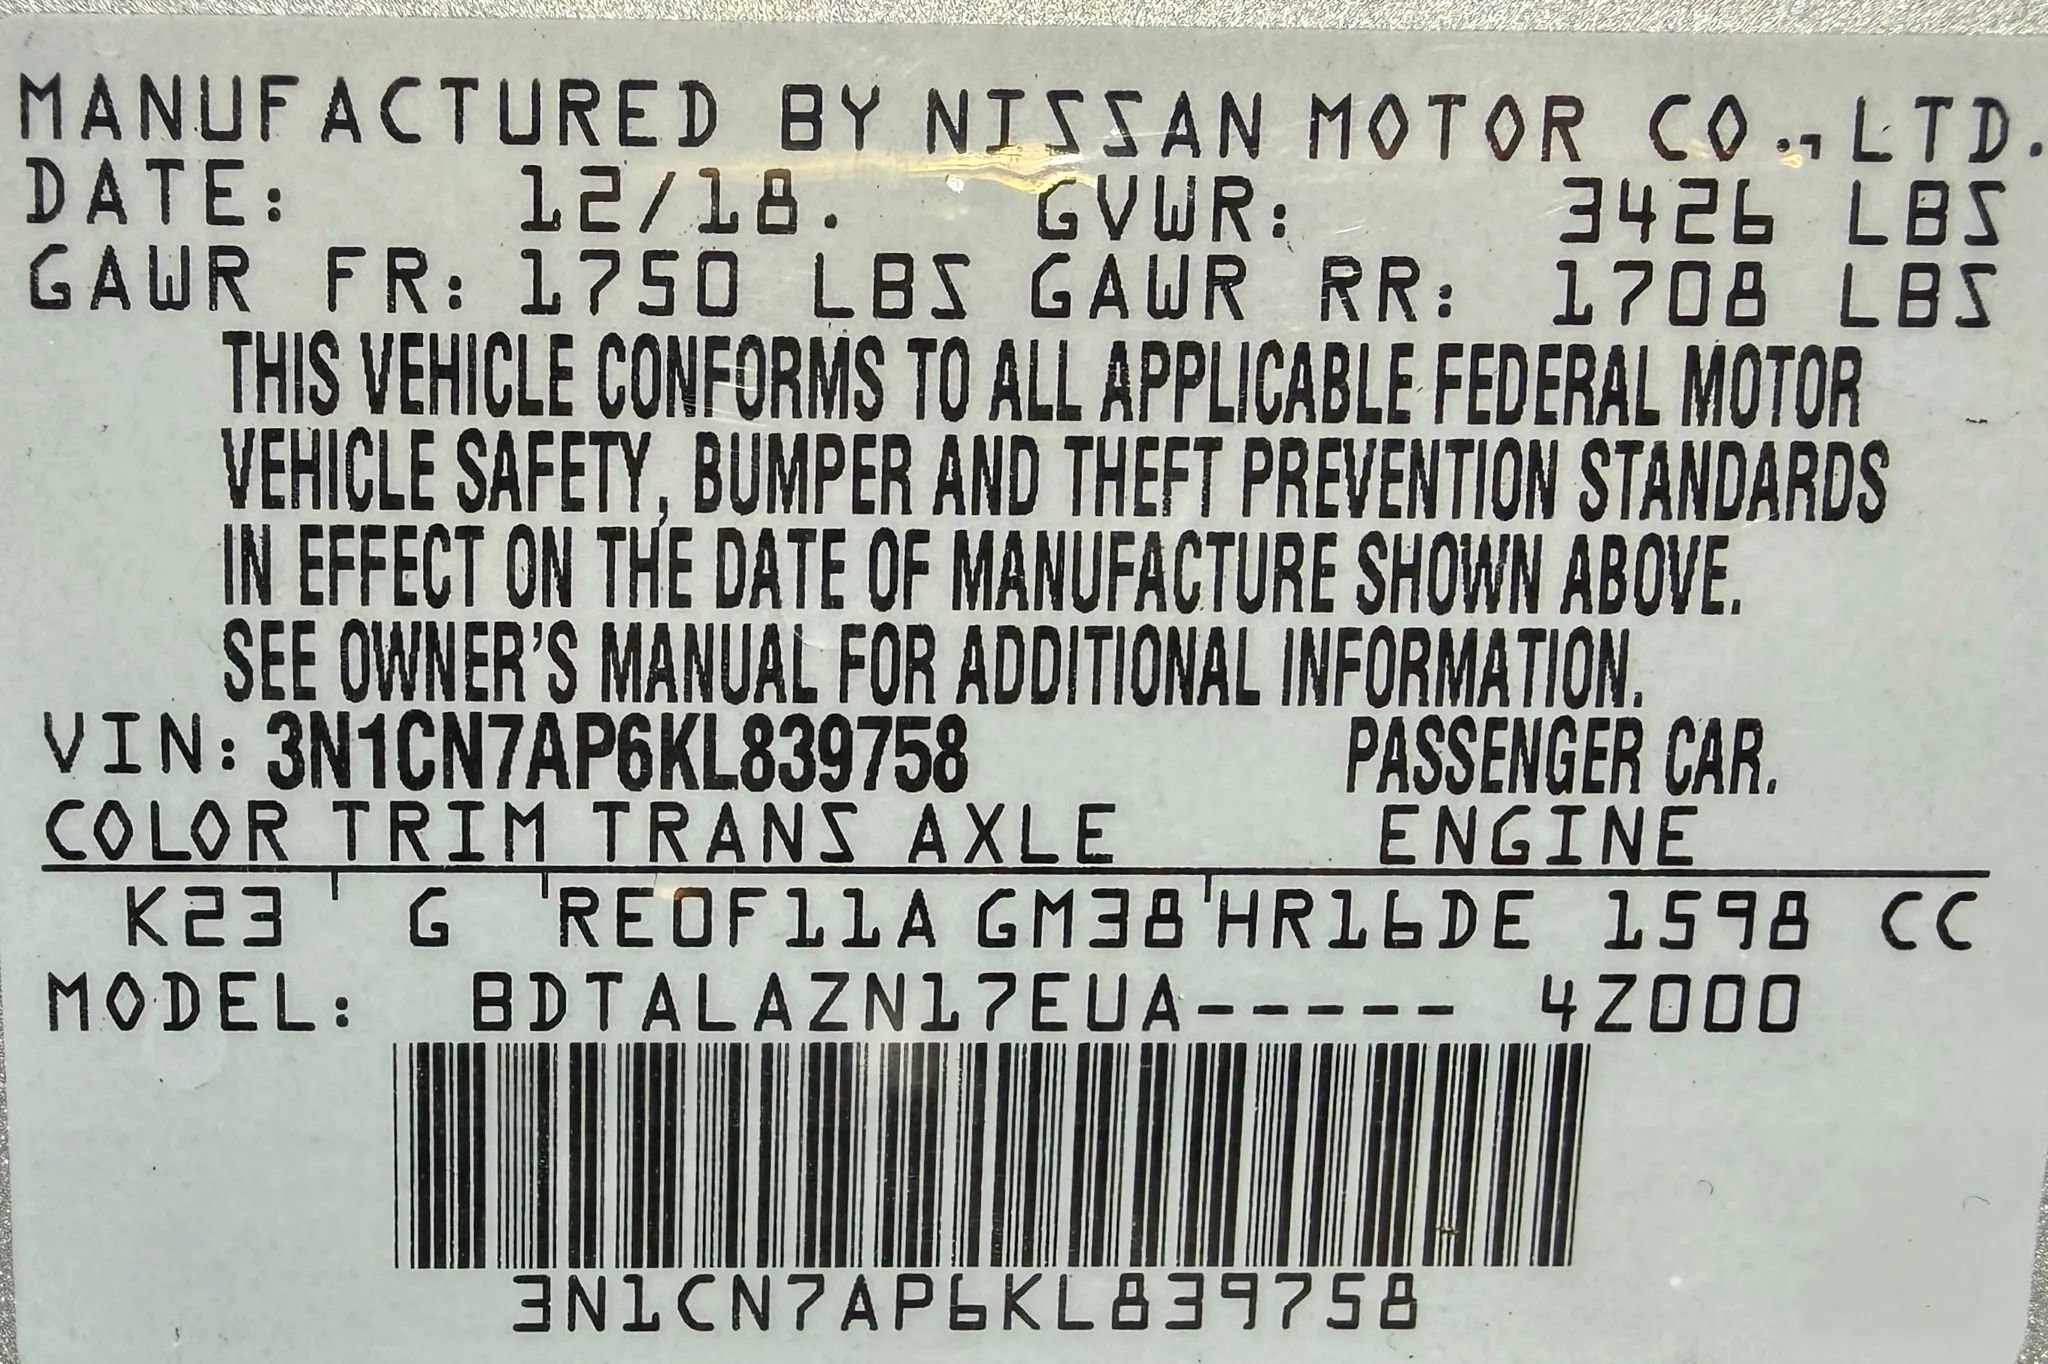 MANUFACTURED BY NISSAN MOTOR CO., LTD.
DATE: 12/18. GVWR: 3426 LBS
GAWR FR: 1750 LBS GAWR RR: 1708 LBS
THIS VEHICLE CONFORMS TO ALL APPLICABLE FEDERAL MOTOR
VEHICLE SAFETY, BUMPER AND THEFT PREVENTION STANDARDS
IN EFFECT ON THE DATE OF MANUFACTURE SHOWN ABOVE.
SEE OWNER'S MANUAL FOR ADDITIONAL INFORMATION.
VIN: 3N1CN7AP6KL839758 PASSENGER CAR.
COLOR TRIM TRANS AXLE ENGINE
K23 G RE0F11A GM38 HR16DE 1598 CC
MODEL: BDTALAZN17EUA----- 4Z000
3N1CN7AP6KL839758